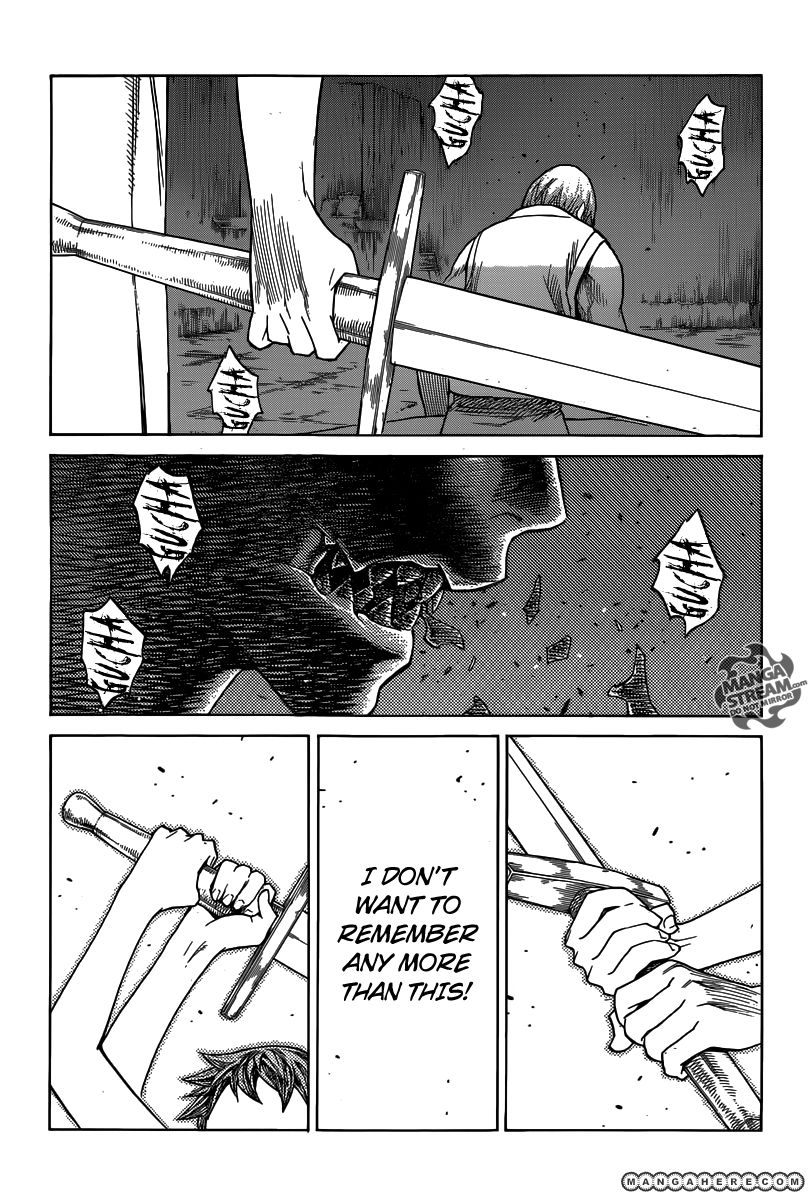 GUCHA
GUCHA
GUCHA
GUCHA
GUCHA
GUCHA
MANGA
STREAM.com
DO NOT MIRROR
I DON'T
WANT TO
REMEMBER
ANY MORE
THAN THIS!
MANGAHERE.COM